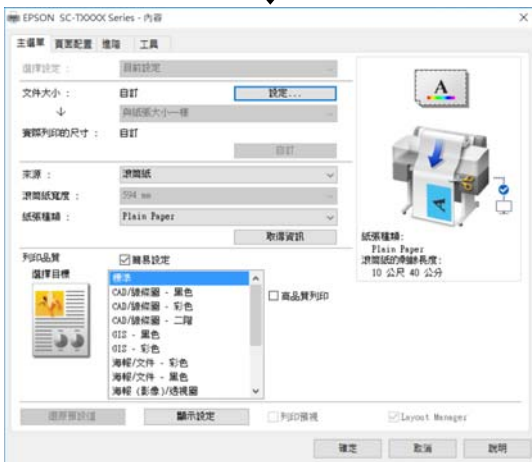 EPSON SC-TXXXX Series - 內容
主選單 頁面配置 進階 工具
選擇設定 : 目前設定
文件大小 : 自訂 設定...
與紙張大小一樣
實際列印的尺寸 : 自訂
自訂
來源 : 滾筒紙
滾筒紙寬度 : 594 mm
紙張種類 : Plain Paper
取得資訊
紙張種類:
Plain Paper
滾筒紙的剩餘長度:
10 公尺 40 公分
列印品質 簡易設定
選擇目標
標準
CAD/線條圖 - 黑色
CAD/線條圖 - 彩色
CAD/線條圖 - 二階
GIS - 黑色
GIS - 彩色
海報/文件 - 彩色
海報/文件 - 黑色
海報 (影像)/透視圖
高品質列印
還原預設值 顯示設定 列印預視 Layout Manager
確定 取消 說明
A
A